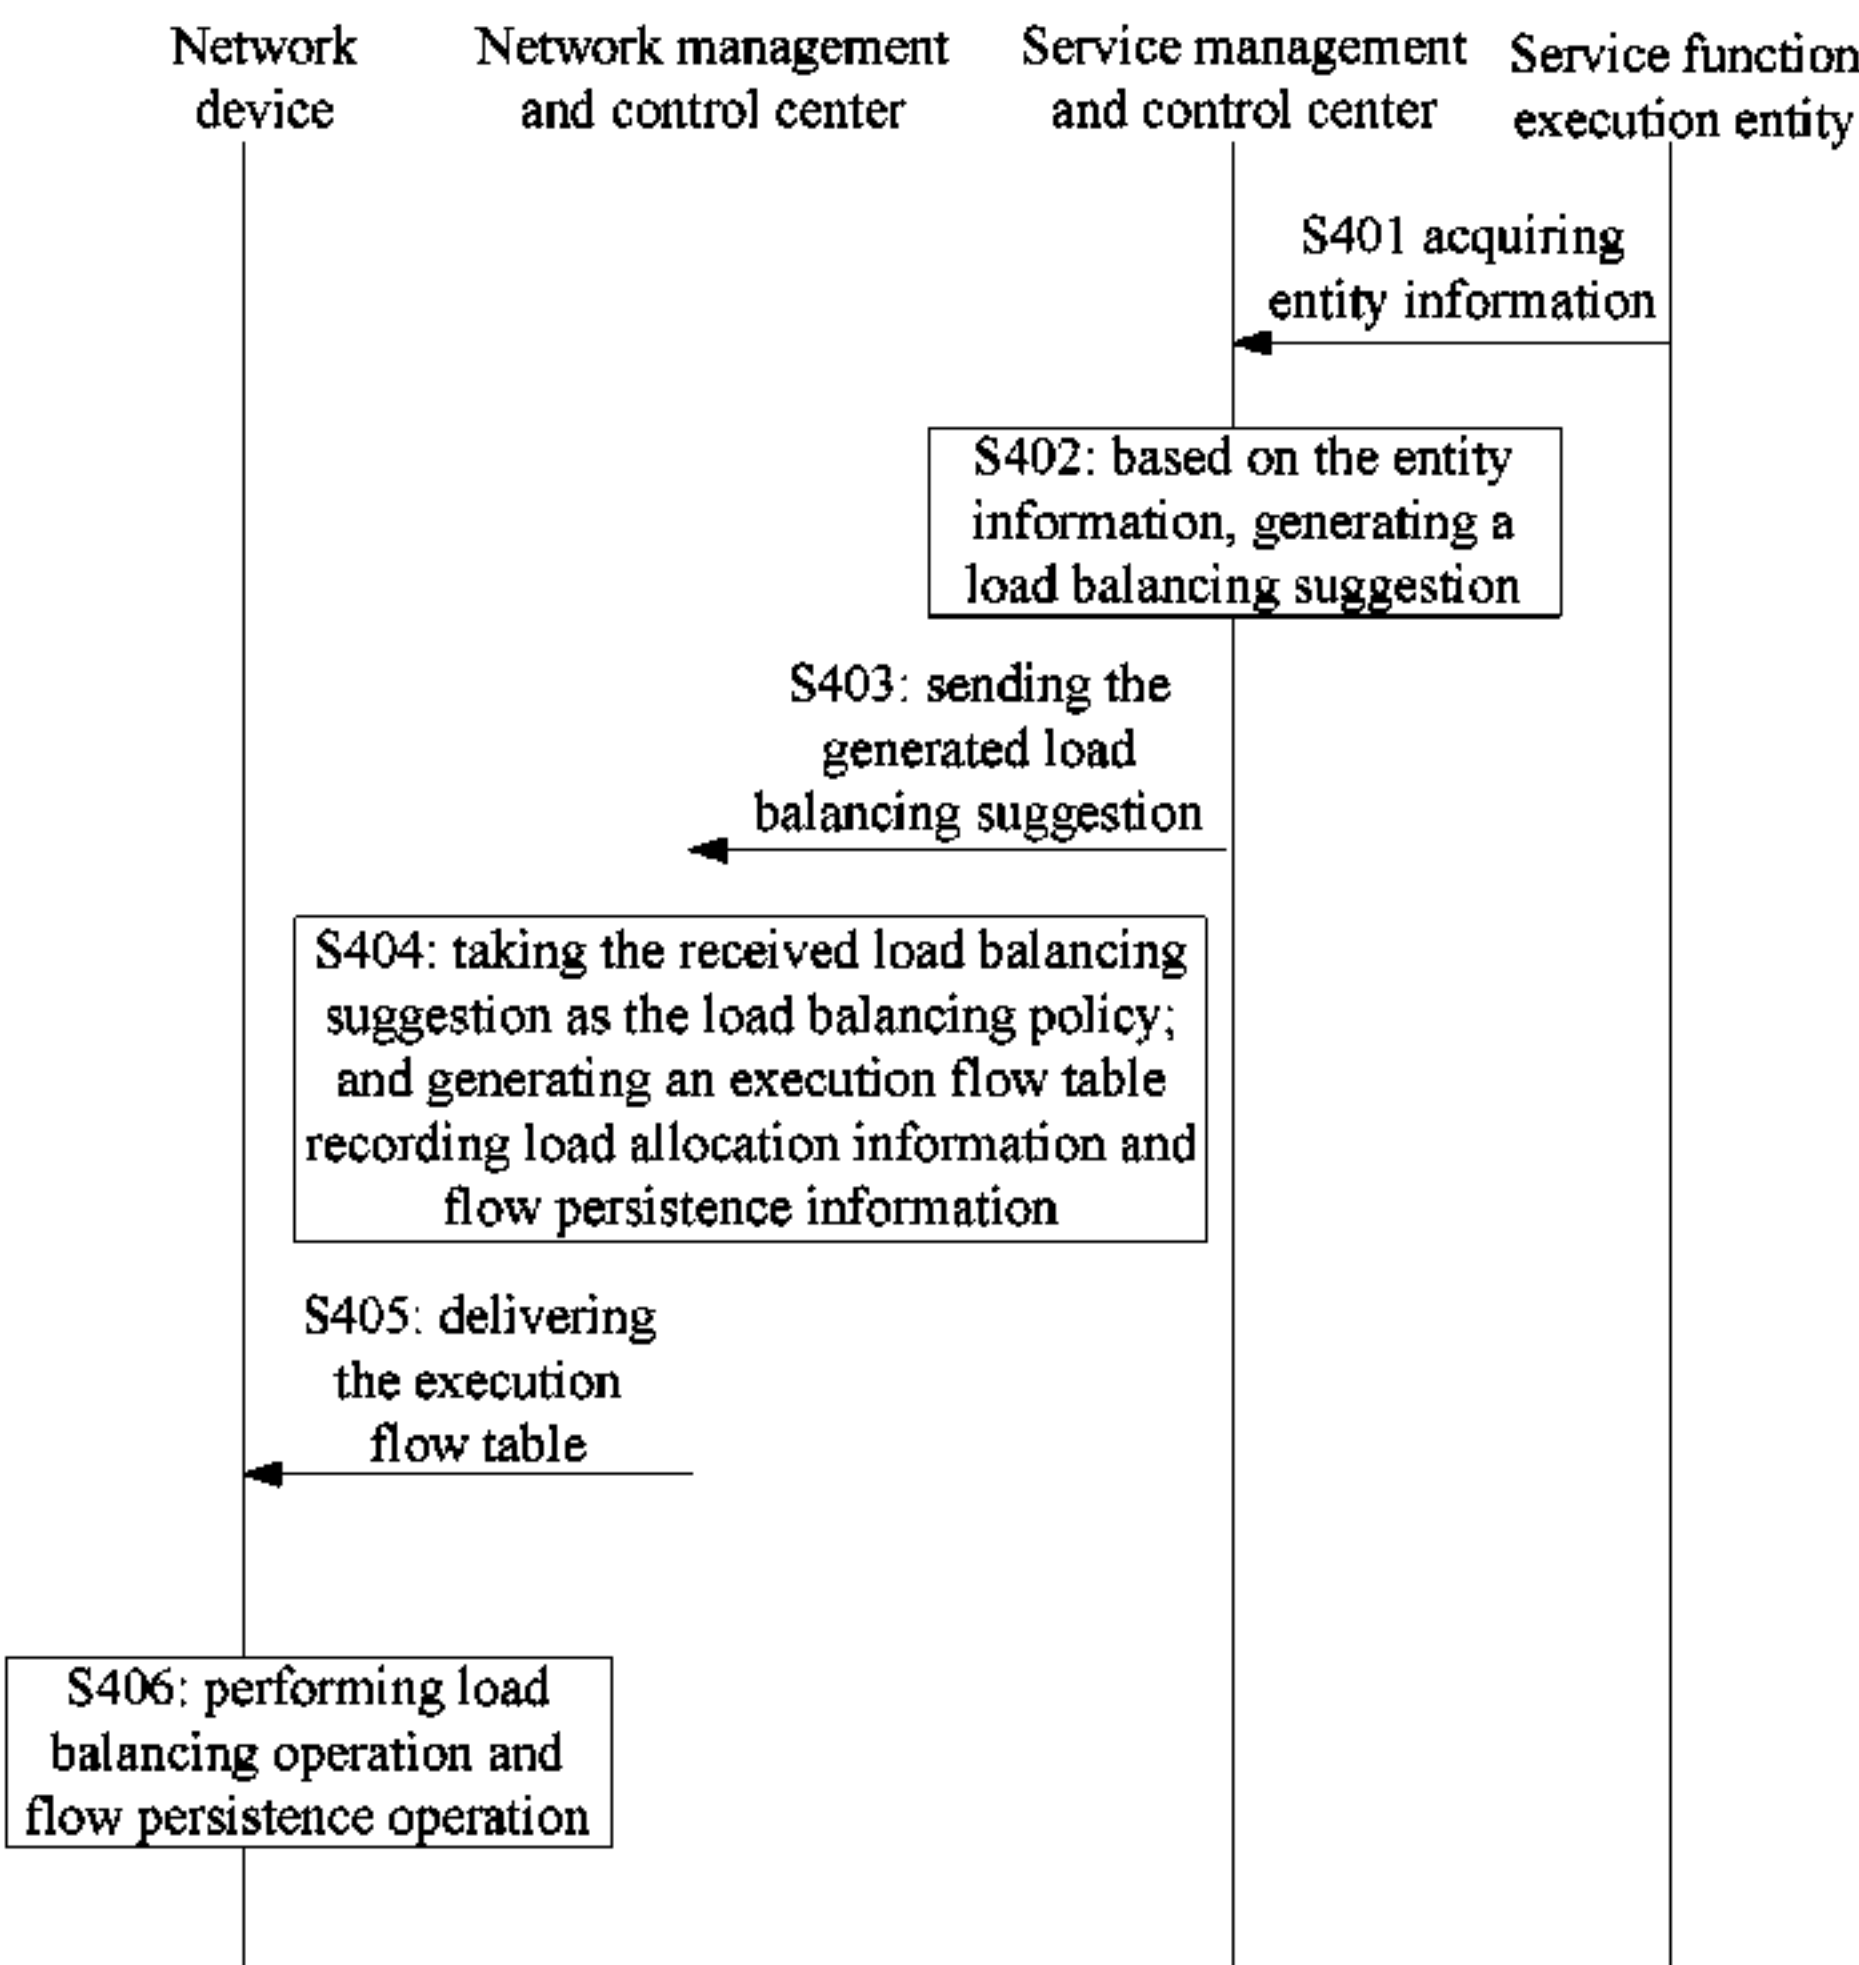 Network
device
Network management
and control center
Service management
and control center
Service function
execution entity
S401 acquiring
entity information
S402: based on the entity
information, generating a
load balancing suggestion
S403: sending the
generated load
balancing suggestion
S404: taking the received load balancing
suggestion as the load balancing policy;
and generating an execution flow table
recording load allocation information and
flow persistence information
S405: delivering
the execution
flow table
S406: performing load
balancing operation and
flow persistence operation